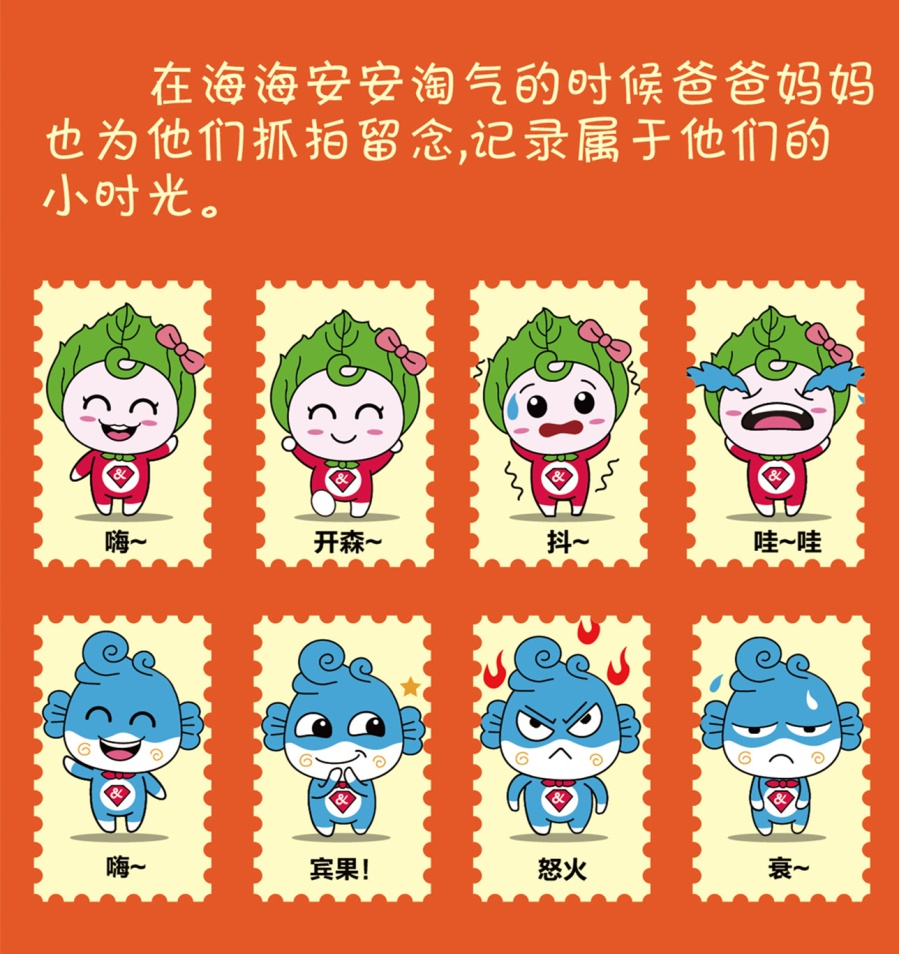 在海海安安淘气的时候爸爸妈妈
也为他们抓拍留念,记录属于他们的
小时光。
嗨~
开森~
抖~
哇~哇
嗨~
宾果!
怒火
衰~